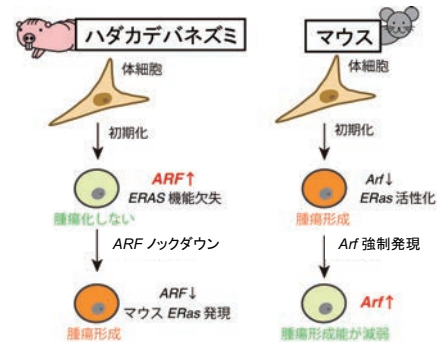 ハダカデバネズミ
体細胞
初期化
ARF↑
ERAS 機能欠失
腫瘍化しない
ARF ノックダウン
ARF↓
マウス ERas 発現
腫瘍形成
マウス
体細胞
初期化
Arf↓
ERas 活性化
腫瘍形成
Arf 強制発現
Arf↑
腫瘍形成能が減弱